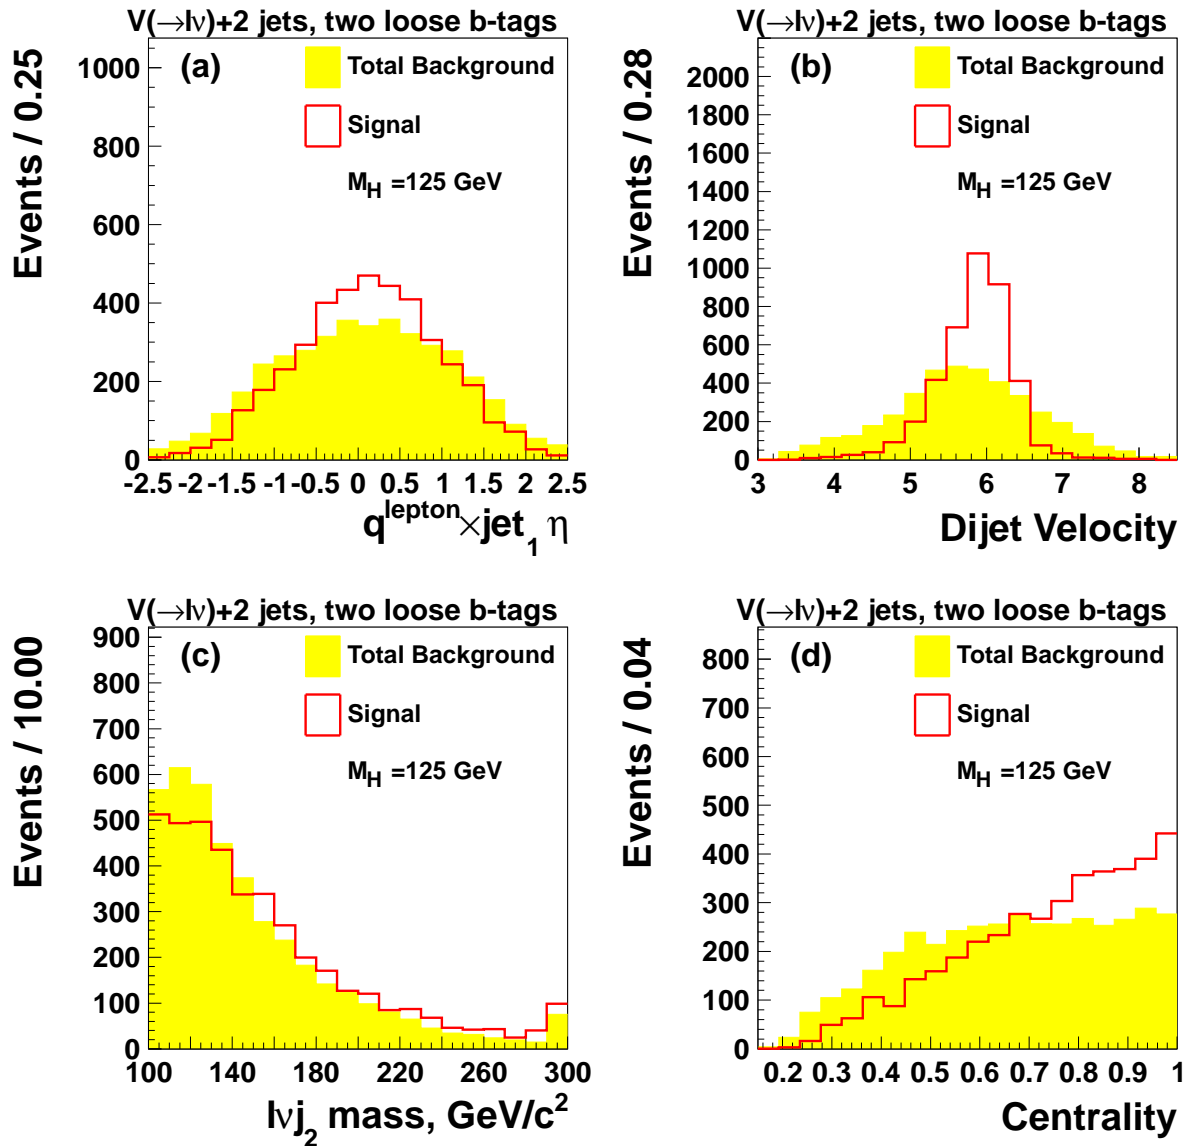 V(→lν)+2 jets, two loose b-tags
(a)
Total Background
Signal
M_H =125 GeV
Events / 0.25
1000
800
600
400
200
0
-2.5 -2 -1.5 -1 -0.5 0 0.5 1 1.5 2 2.5
q^lepton×jet_1 η
V(→lν)+2 jets, two loose b-tags
(b)
Total Background
Signal
M_H =125 GeV
Events / 0.28
2000
1800
1600
1400
1200
1000
800
600
400
200
0
3 4 5 6 7 8
Dijet Velocity
V(→lν)+2 jets, two loose b-tags
(c)
Total Background
Signal
M_H =125 GeV
Events / 10.00
900
800
700
600
500
400
300
200
100
0
100 140 180 220 260 300
lνj_2 mass, GeV/c^2
V(→lν)+2 jets, two loose b-tags
(d)
Total Background
Signal
M_H =125 GeV
Events / 0.04
800
700
600
500
400
300
200
100
0
0.2 0.3 0.4 0.5 0.6 0.7 0.8 0.9 1
Centrality